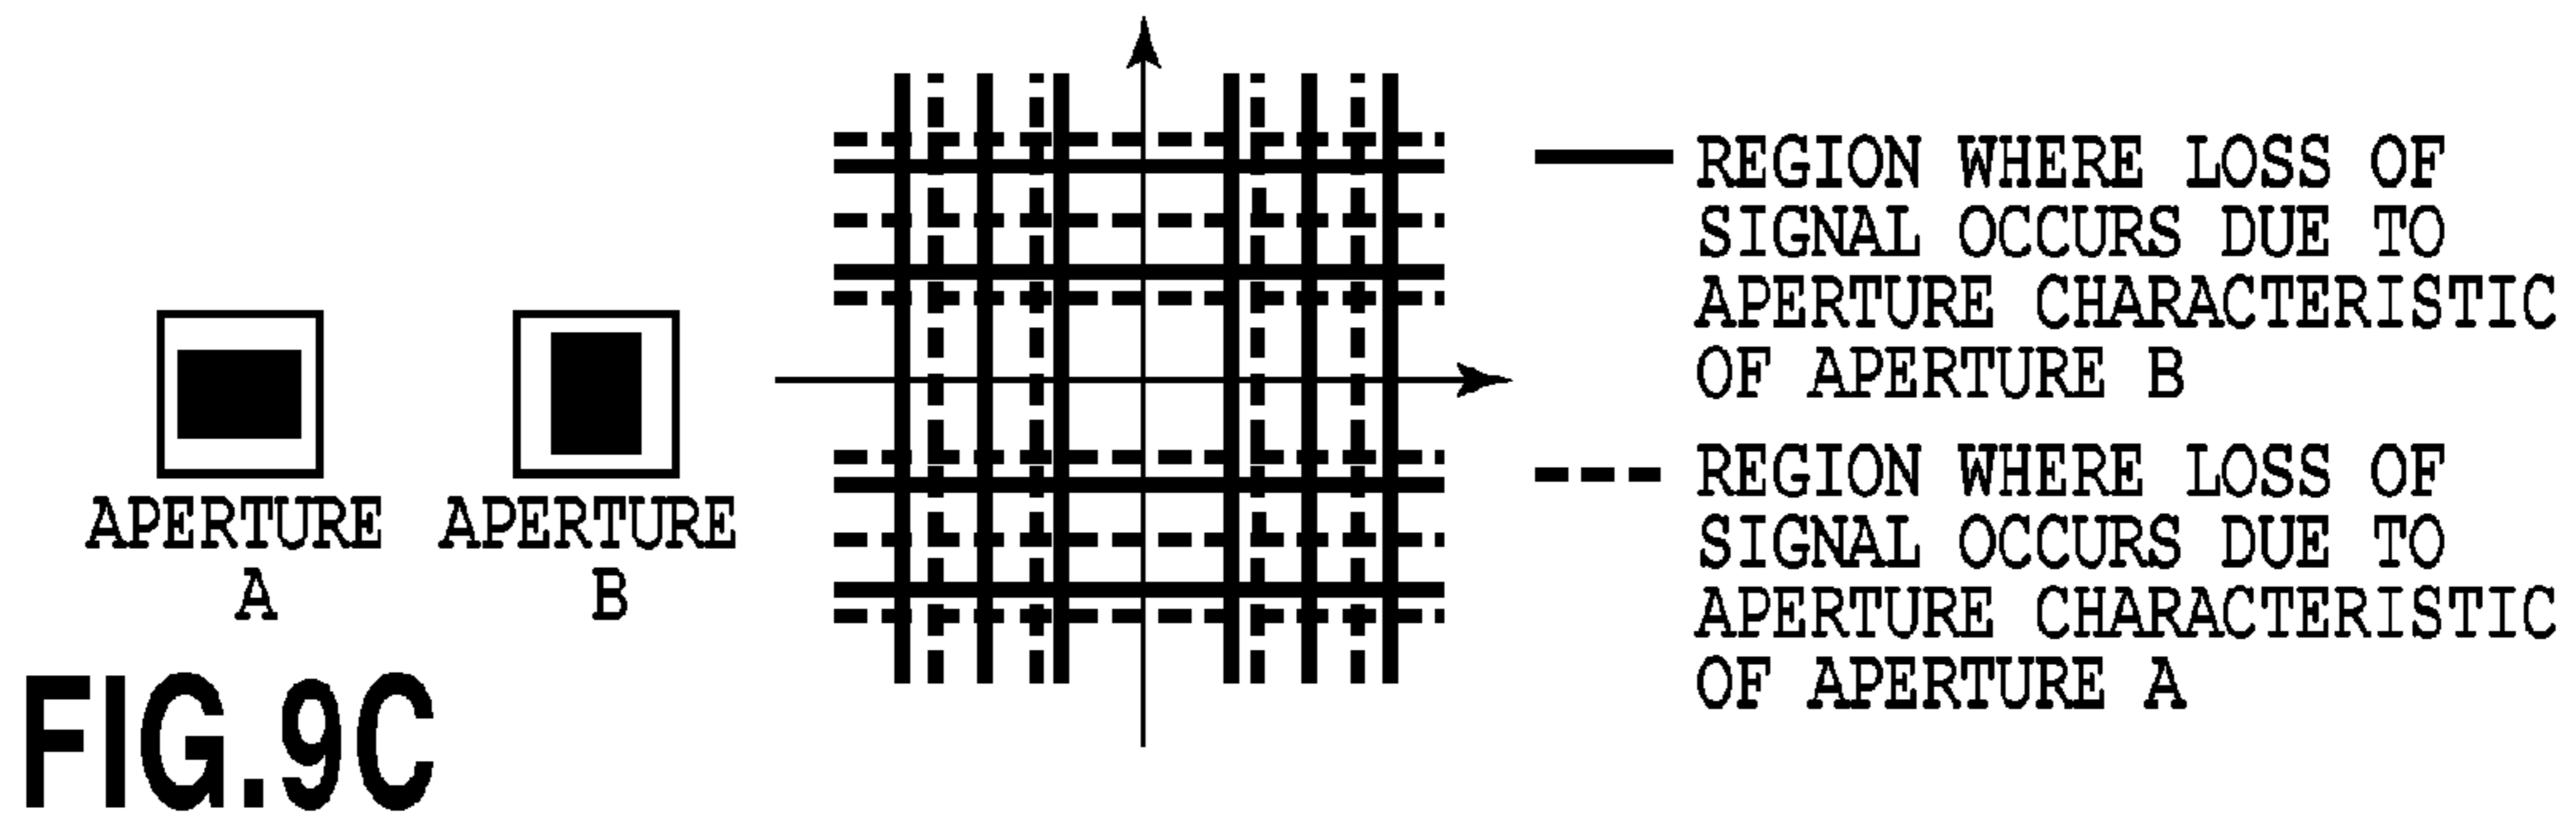 REGION WHERE LOSS OF
SIGNAL OCCURS DUE TO
APERTURE CHARACTERISTIC
OF APERTURE B
REGION WHERE LOSS OF
SIGNAL OCCURS DUE TO
APERTURE CHARACTERISTIC
OF APERTURE A
APERTURE
A
APERTURE
B
FIG.9C